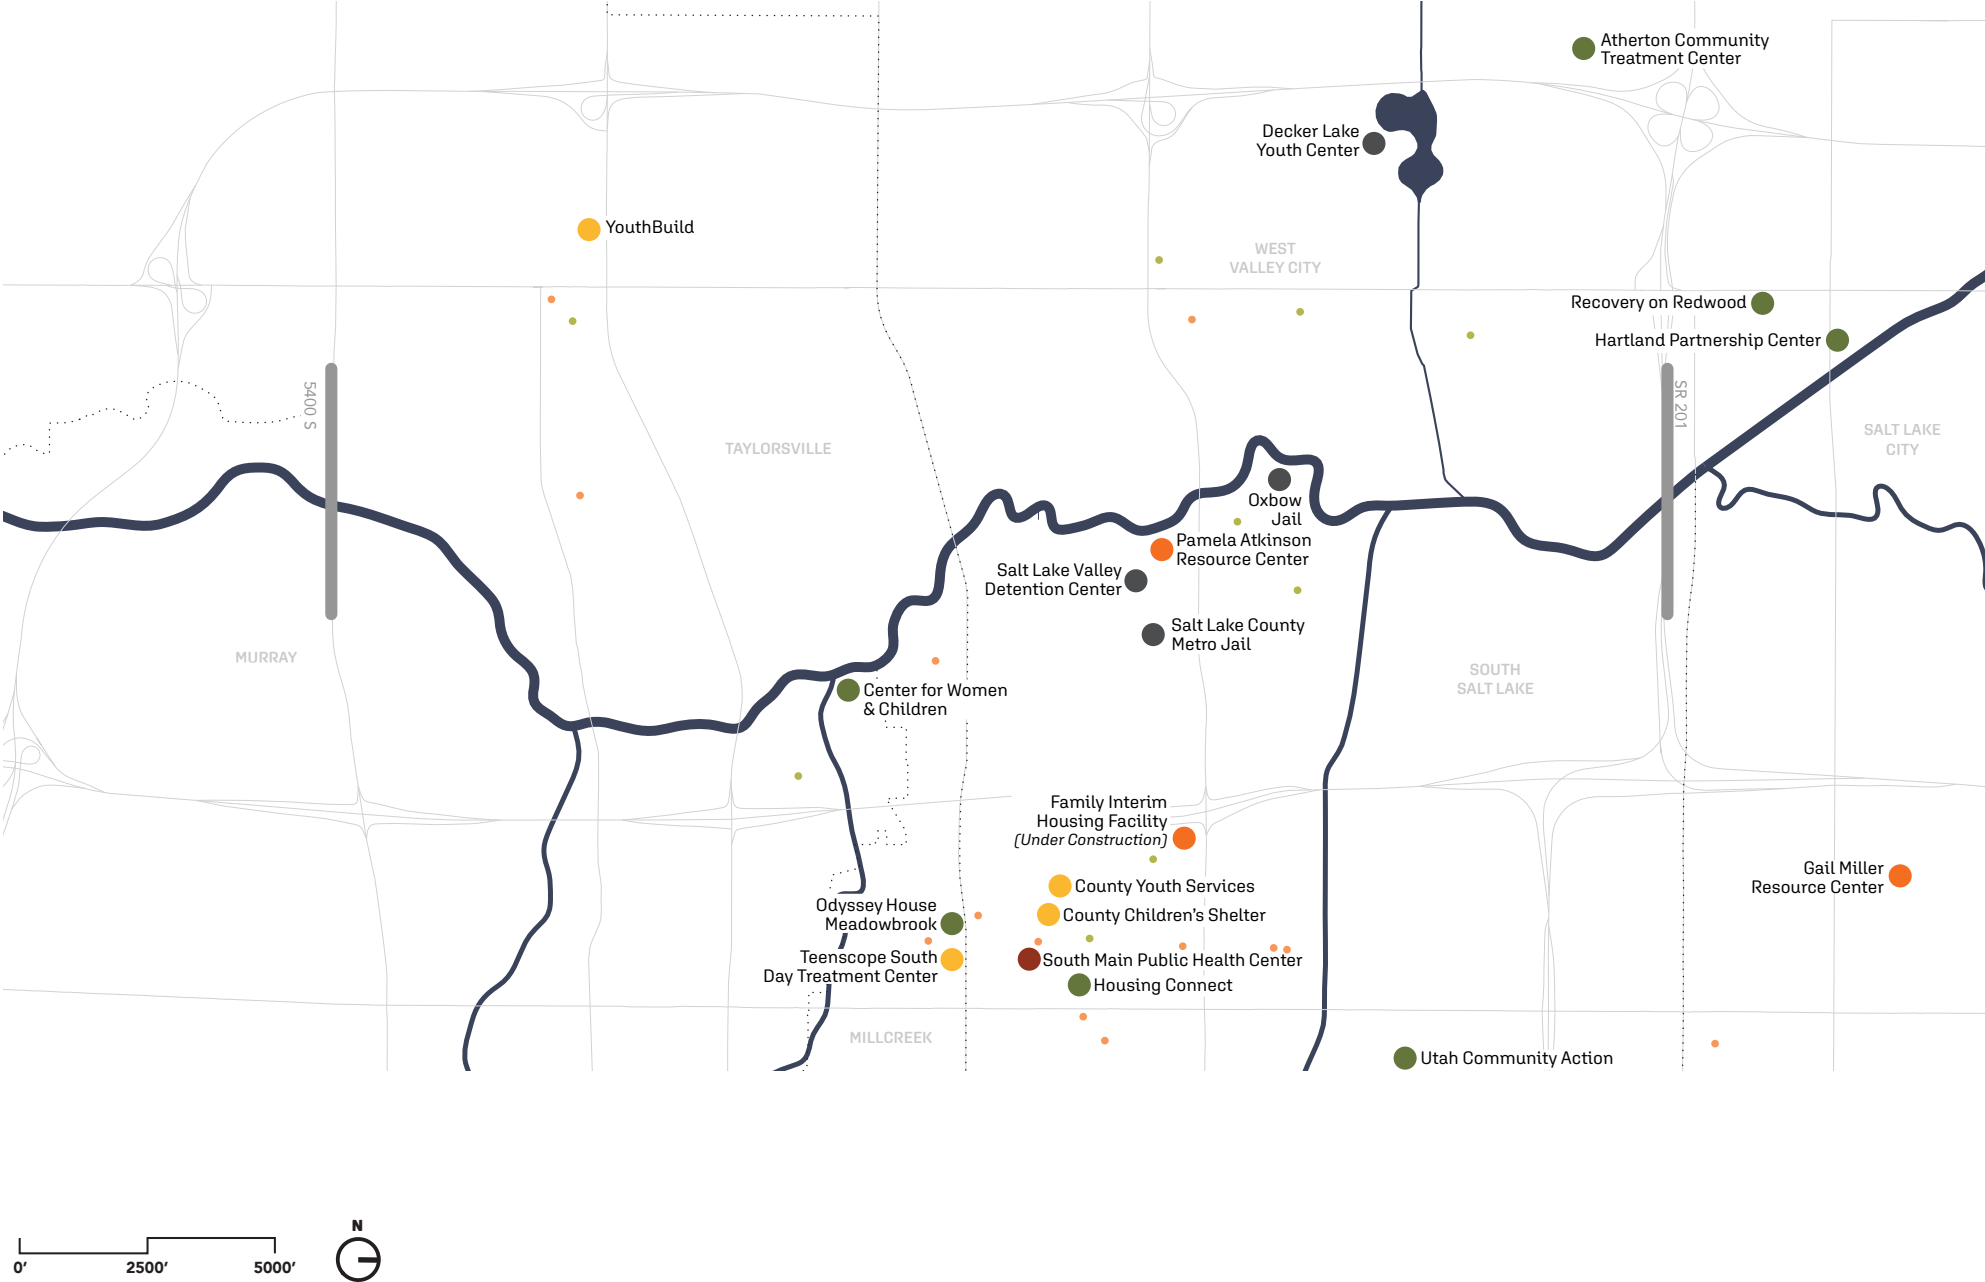 Atherton Community
Treatment Center
Decker Lake
Youth Center
YouthBuild
WEST
VALLEY CITY
Recovery on Redwood
Hartland Partnership Center
5400 S
SR 201
TAYLORSVILLE
SALT LAKE
CITY
Oxbow
Jail
Pamela Atkinson
Resource Center
Salt Lake Valley
Detention Center
Salt Lake County
Metro Jail
MURRAY
SOUTH
SALT LAKE
Center for Women
& Children
Family Interim
Housing Facility
(Under Construction)
Gail Miller
Resource Center
County Youth Services
County Children's Shelter
Odyssey House
Meadowbrook
Teenscope South
Day Treatment Center
South Main Public Health Center
Housing Connect
MILLCREEK
Utah Community Action
N
0' 2500' 5000'